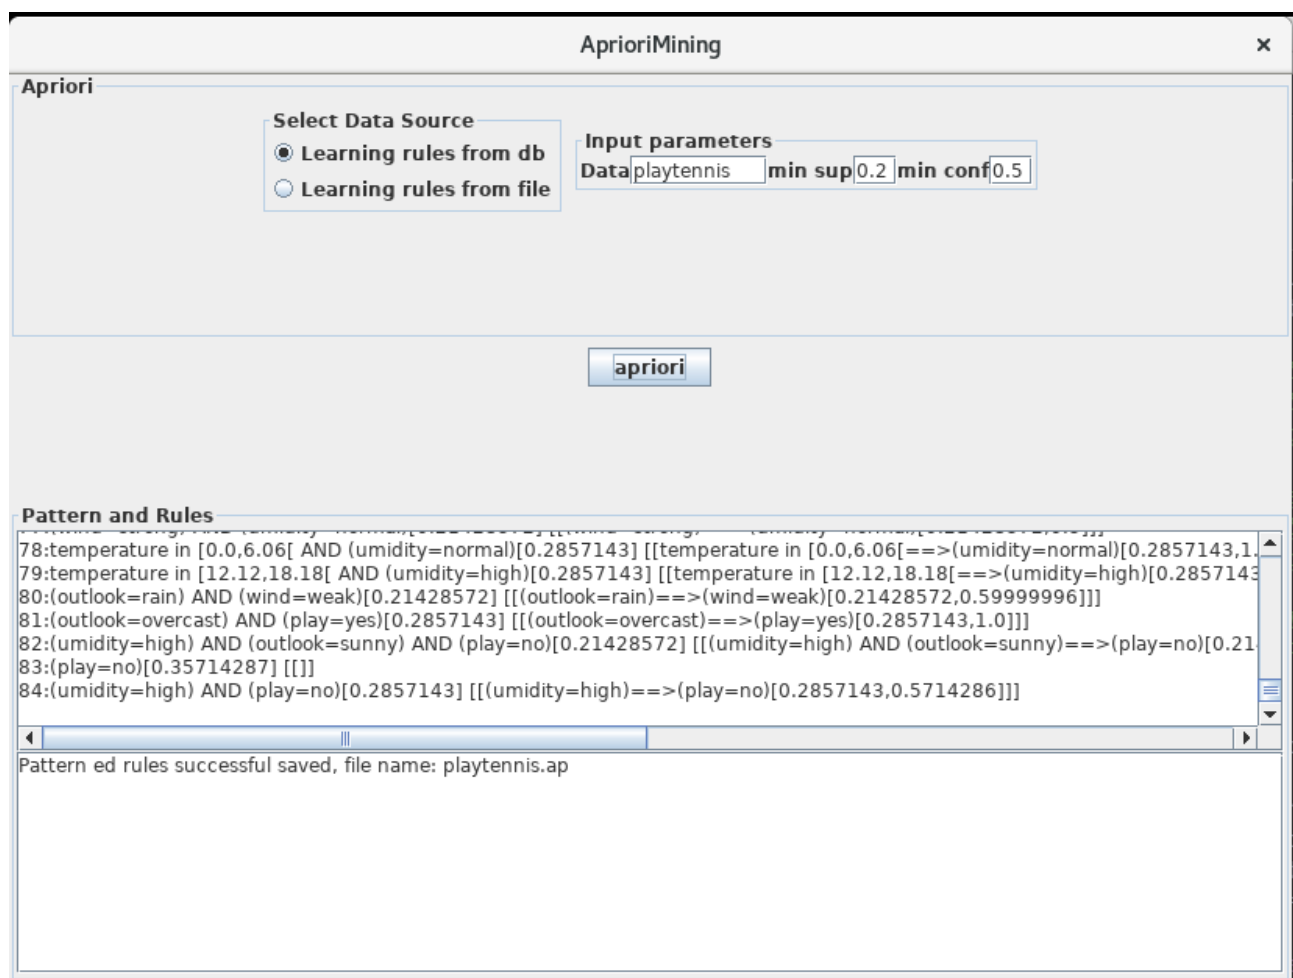 AprioriMining
Apriori
Select Data Source
Learning rules from db
Learning rules from file
Input parameters
Data playtennis min sup 0.2 min conf 0.5
apriori
Pattern and Rules
78:temperature in [0.0,6.06[ AND (umidity=normal)[0.2857143] [[temperature in [0.0,6.06[==>(umidity=normal)[0.2857143,1.
79:temperature in [12.12,18.18[ AND (umidity=high)[0.2857143] [[temperature in [12.12,18.18[==>(umidity=high)[0.2857143
80:(outlook=rain) AND (wind=weak)[0.21428572] [[(outlook=rain)==>(wind=weak)[0.21428572,0.59999996]]]
81:(outlook=overcast) AND (play=yes)[0.2857143] [[(outlook=overcast)==>(play=yes)[0.2857143,1.0]]]
82:(umidity=high) AND (outlook=sunny) AND (play=no)[0.21428572] [[(umidity=high) AND (outlook=sunny)==>(play=no)[0.21
83:(play=no)[0.35714287] [[]]
84:(umidity=high) AND (play=no)[0.2857143] [[(umidity=high)==>(play=no)[0.2857143,0.5714286]]]
Pattern ed rules successful saved, file name: playtennis.ap